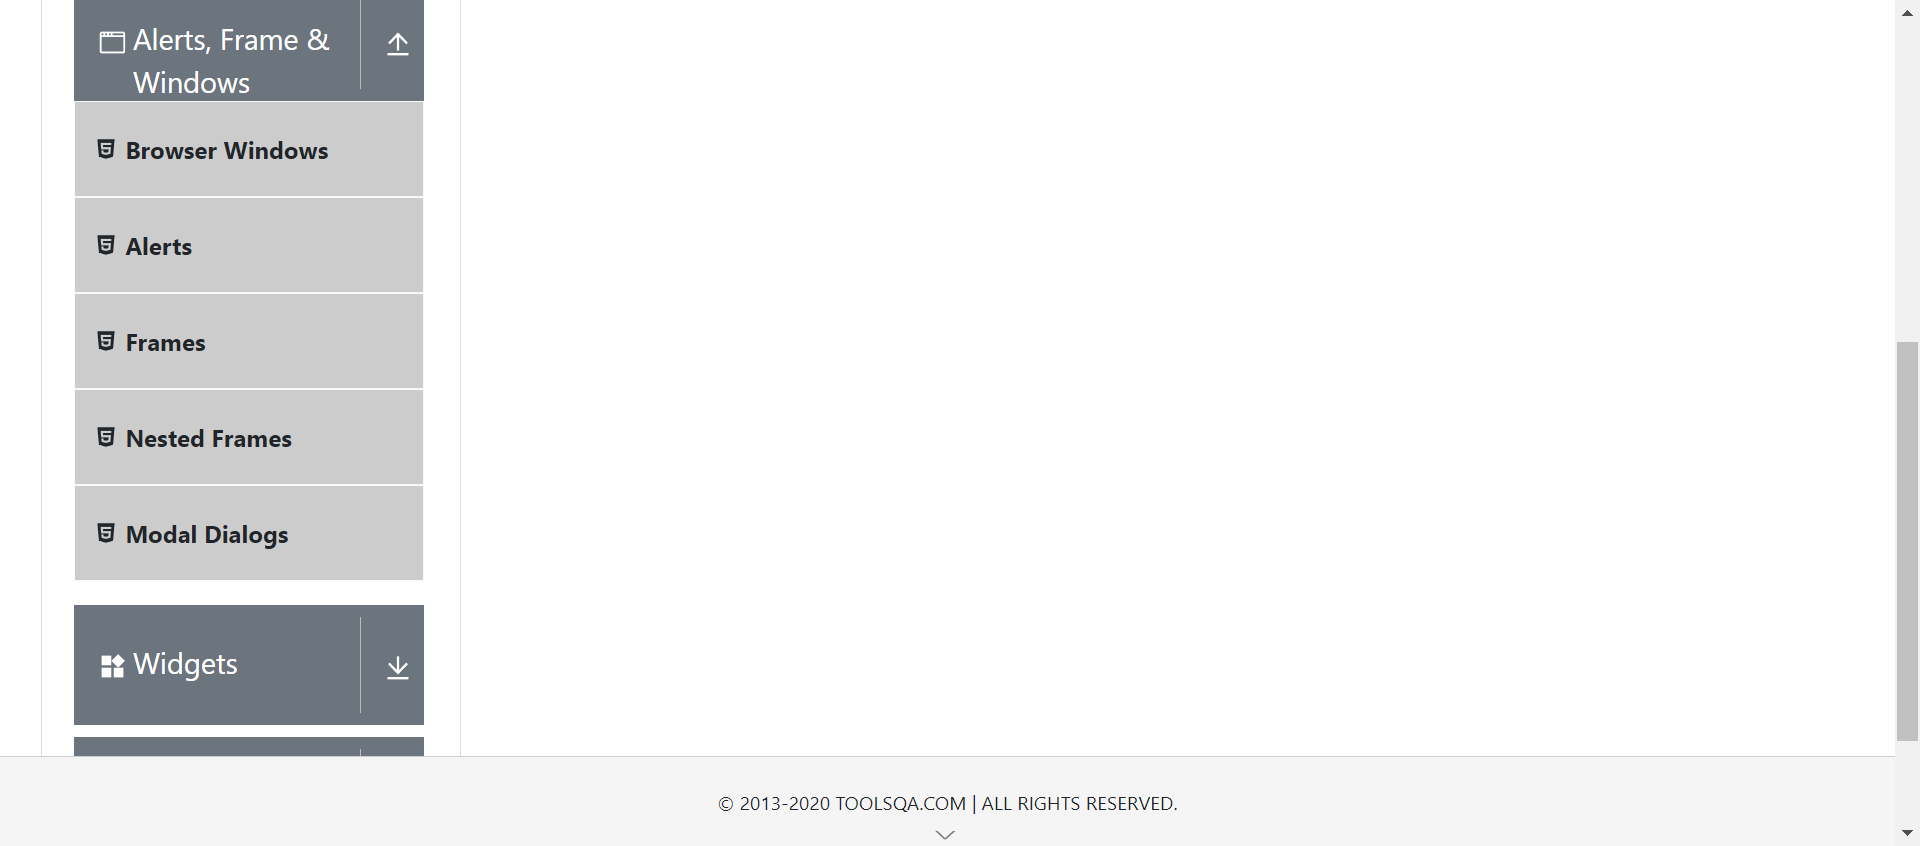 Alerts, Frame &
Windows
Browser Windows
Alerts
Frames
Nested Frames
Modal Dialogs
Widgets
© 2013-2020 TOOLSQA.COM | ALL RIGHTS RESERVED.